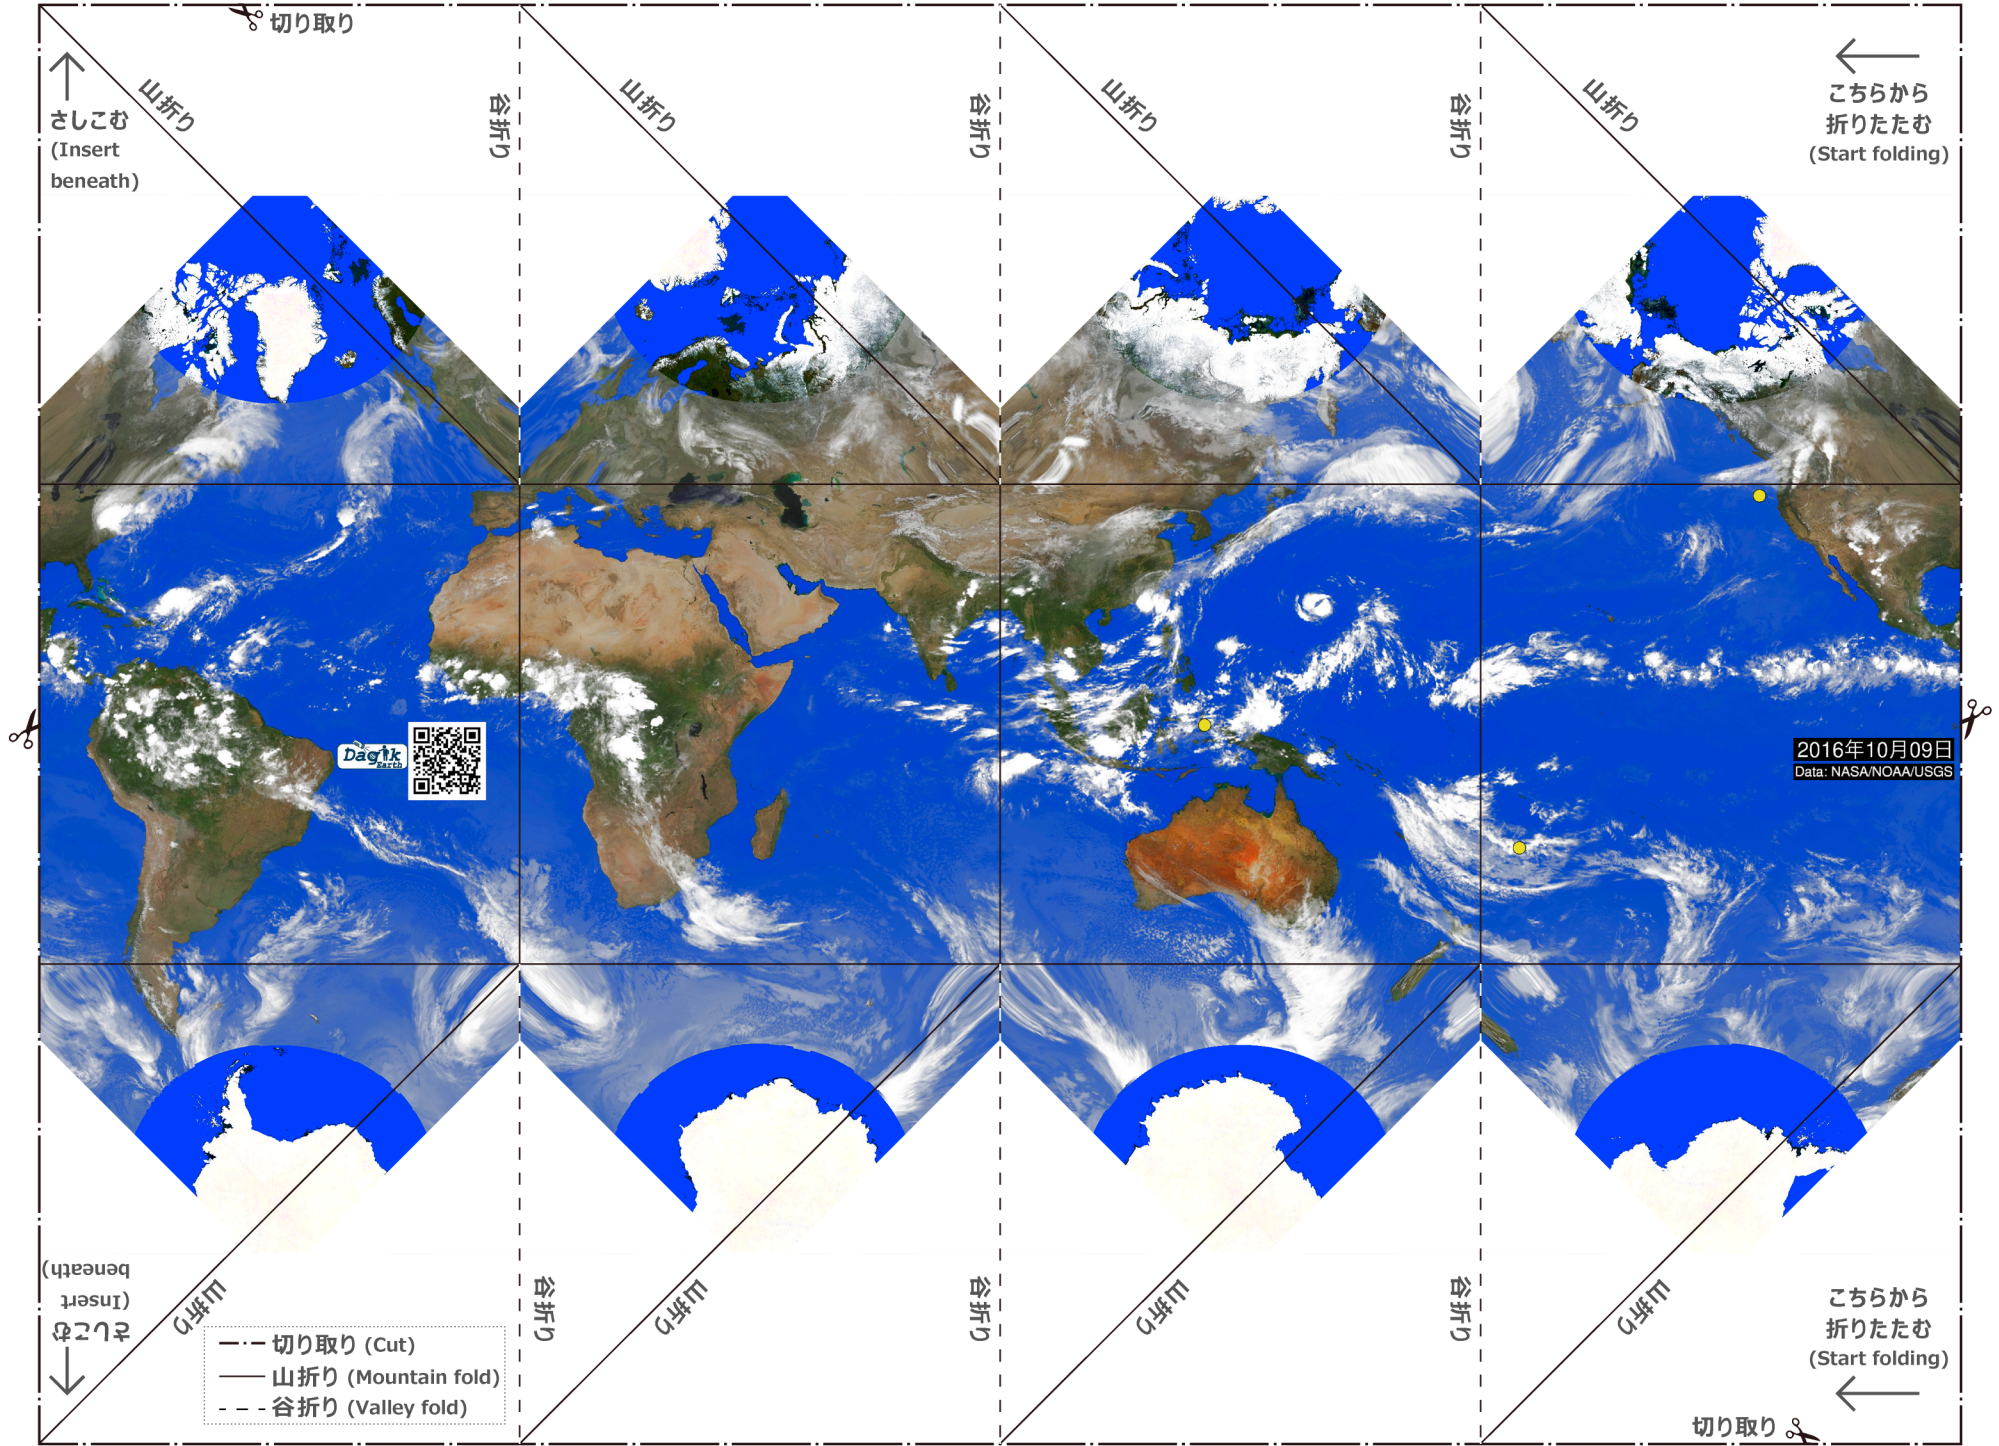 切り取り
さしこむ
(Insert
beneath)
山折り
谷折り
山折り
谷折り
山折り
谷折り
山折り
こちらから
折りたたむ
(Start folding)
Dagik
Earth
2016年10月09日
Data: NASA/NOAA/USGS
さしこむ
(Insert
beneath)
山折り
谷折り
山折り
谷折り
山折り
谷折り
山折り
こちらから
折りたたむ
(Start folding)
切り取り (Cut)
山折り (Mountain fold)
谷折り (Valley fold)
切り取り